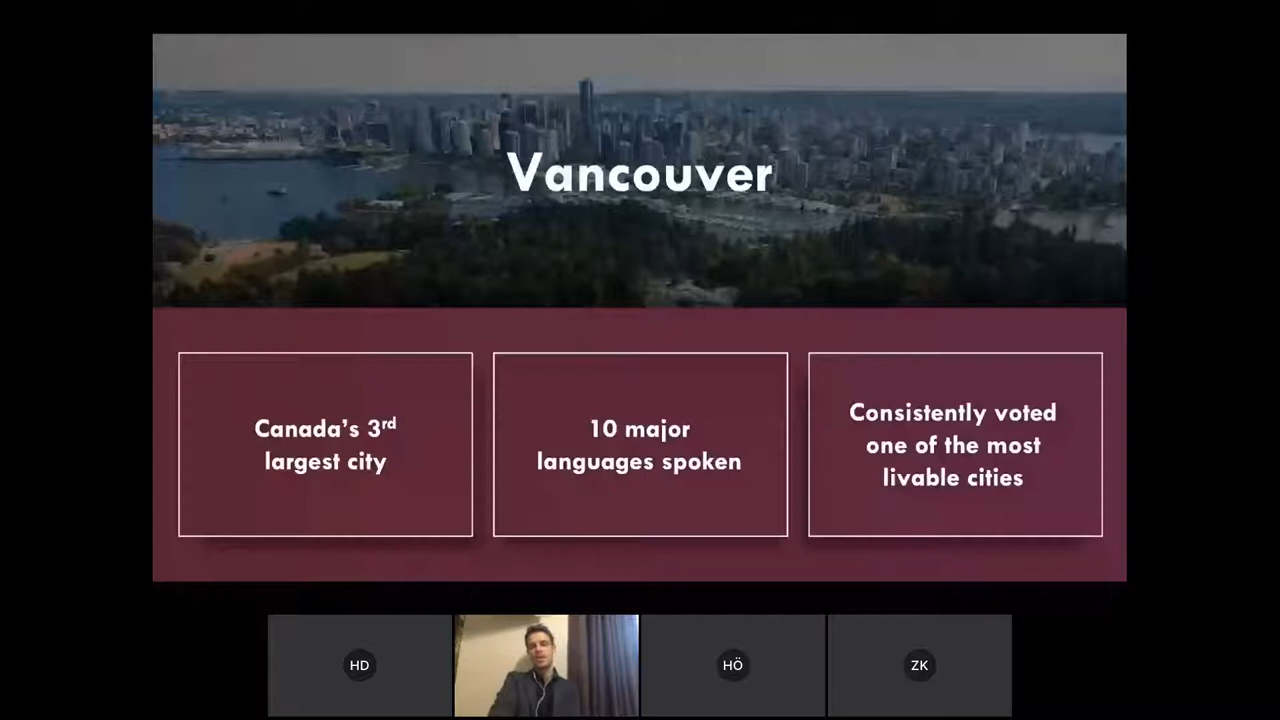 Vancouver
Canada's 3rd
largest city
10 major
languages spoken
Consistently voted
one of the most
livable cities
HD
HÖ
ZK